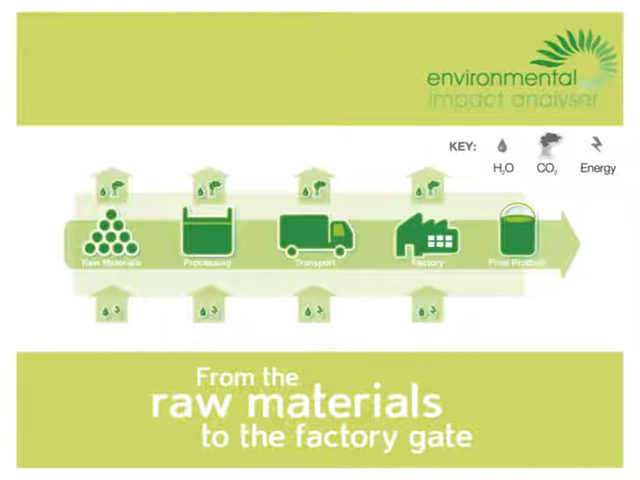 environmental
impact analyser
KEY:
H₂O
CO₂
Energy
Raw Materials
Processing
Transport
Factory
Final Product
From the
raw materials
to the factory gate